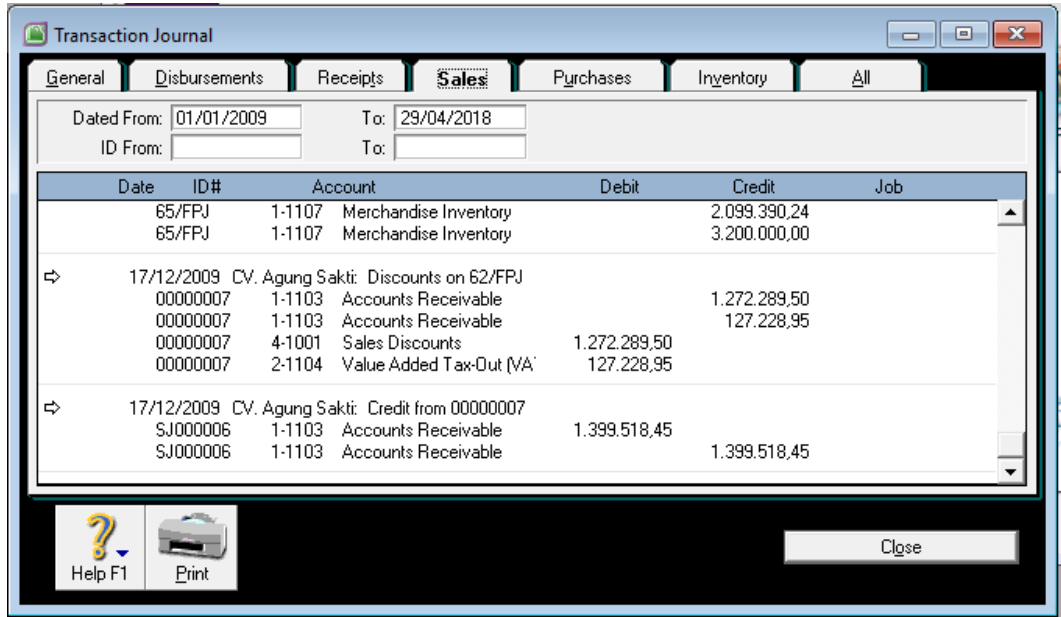 Transaction Journal
General Disbursements Receipts Sales Purchases Inventory All
Dated From: 01/01/2009 To: 29/04/2018
ID From: To:
Date ID# Account Debit Credit Job
65/FPJ 1-1107 Merchandise Inventory 2.099.390,24
65/FPJ 1-1107 Merchandise Inventory 3.200.000,00
17/12/2009 CV. Agung Sakti: Discounts on 62/FPJ
00000007 1-1103 Accounts Receivable 1.272.289,50
00000007 1-1103 Accounts Receivable 127.228,95
00000007 4-1001 Sales Discounts 1.272.289,50
00000007 2-1104 Value Added Tax-Out (VA 127.228,95
17/12/2009 CV. Agung Sakti: Credit from 00000007
SJ000006 1-1103 Accounts Receivable 1.399.518,45
SJ000006 1-1103 Accounts Receivable 1.399.518,45
Help F1 Print Close